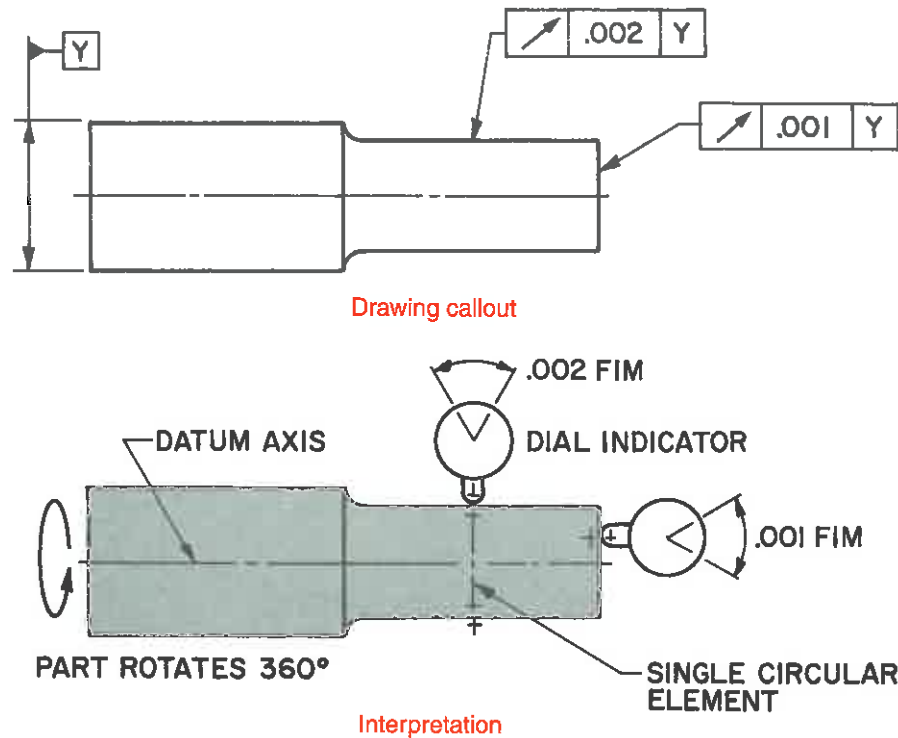 .002 Y
Y
.001 Y
Drawing callout
.002 FIM
DATUM AXIS
DIAL INDICATOR
.001 FIM
PART ROTATES 360°
SINGLE CIRCULAR
ELEMENT
Interpretation